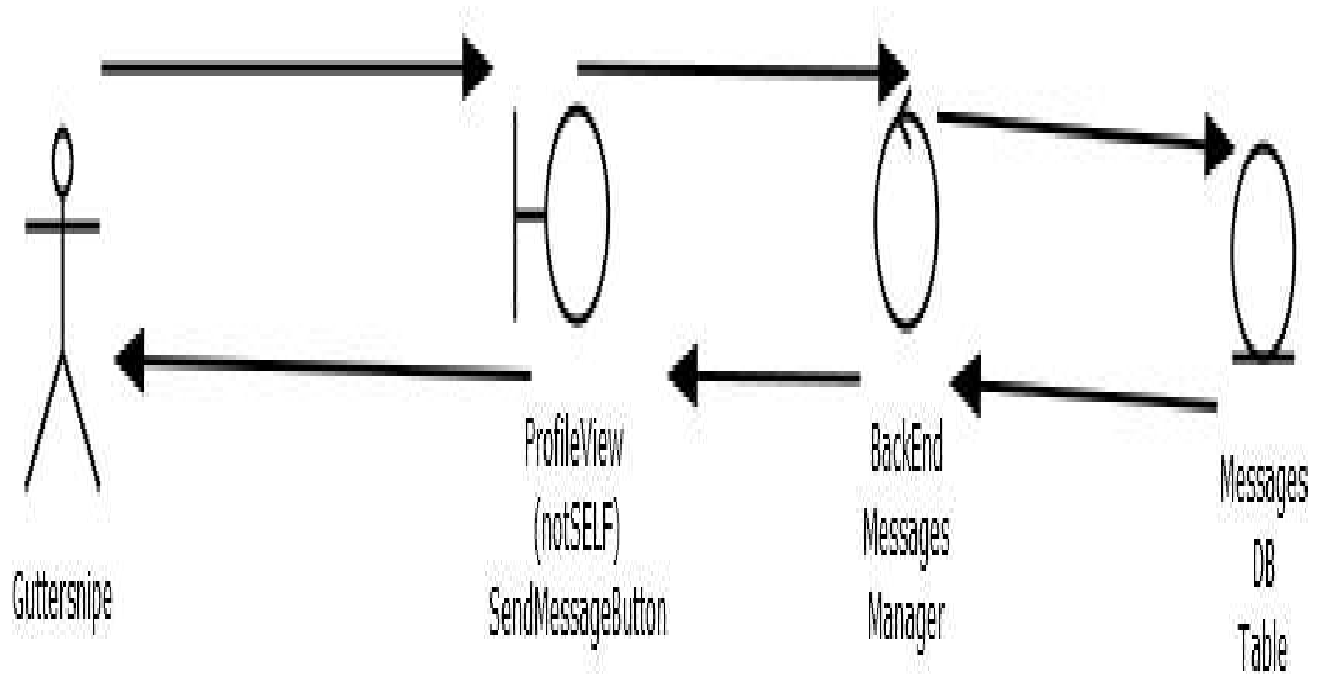 Guttersnipe
ProfileView
(notSELF)
SendMessageButton
BackEnd
Messages
Manager
Messages
DB
Table